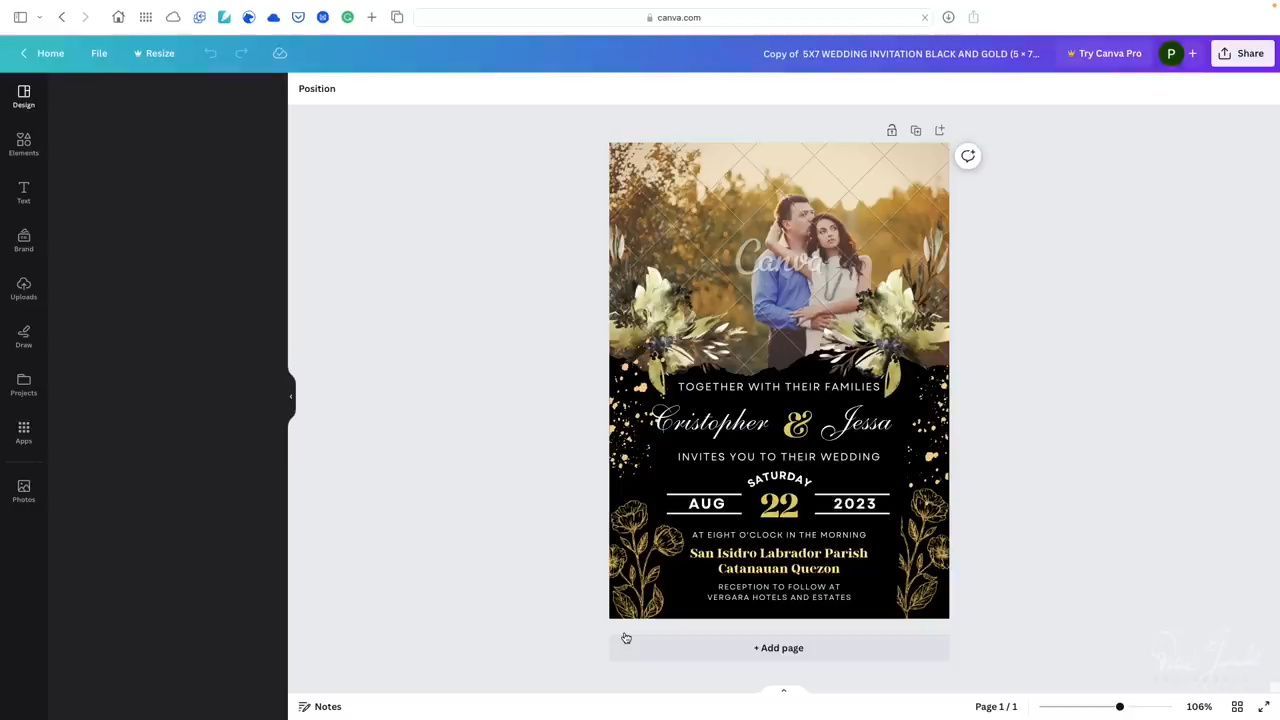 canva.com
Home
File
Resize
Copy of 5X7 WEDDING INVITATION BLACK AND GOLD (5 × 7...
Try Canva Pro
P
Share
Design
Elements
Text
Brand
Uploads
Draw
Projects
Apps
Photos
Position
Canva
TOGETHER WITH THEIR FAMILIES
Cristopher & Jessa
INVITES YOU TO THEIR WEDDING
SATURDAY
AUG 22 2023
AT EIGHT O'CLOCK IN THE MORNING
San Isidro Labrador Parish
Catanauan Quezon
RECEPTION TO FOLLOW AT
VERGARA HOTELS AND ESTATES
+ Add page
Notes
Page 1 / 1
106%